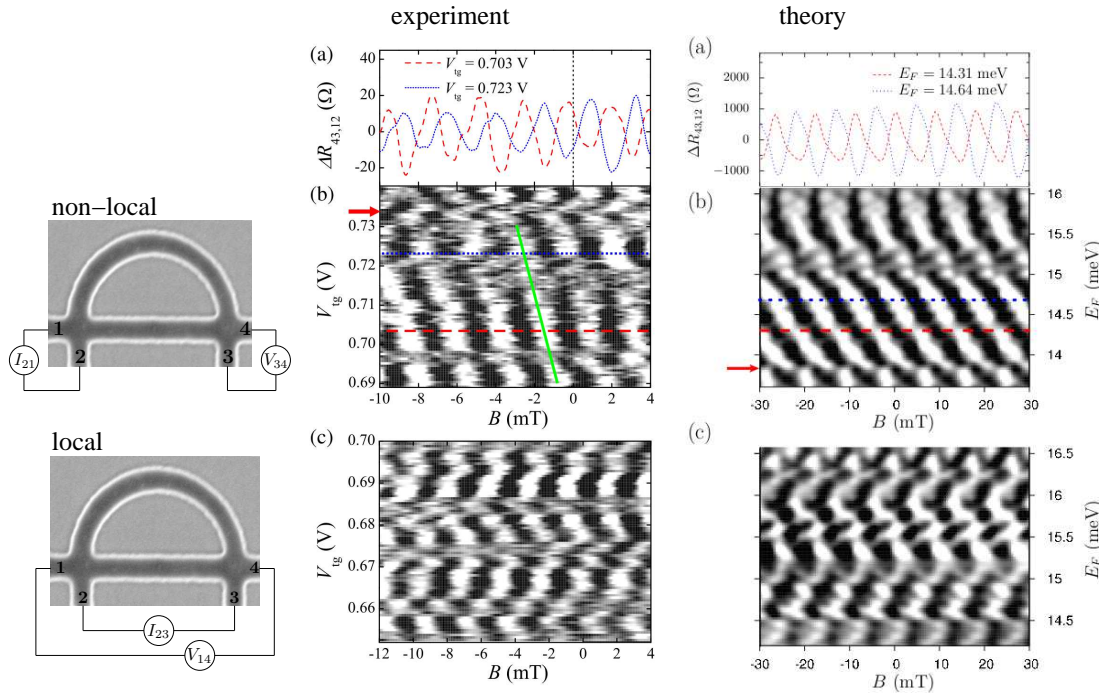 experiment
theory
non–local
1
2
3
4
I21
V34
local
1
2
3
4
I23
V14
(a)
Vtg = 0.703 V
Vtg = 0.723 V
ΔR43,12 (Ω)
40
20
0
-20
(b)
Vtg (V)
0.73
0.72
0.71
0.70
0.69
-10 -8 -6 -4 -2 0 2 4
B (mT)
(c)
Vtg (V)
0.70
0.69
0.68
0.67
0.66
-12 -10 -8 -6 -4 -2 0 2 4
B (mT)
(a)
EF = 14.31 meV
EF = 14.64 meV
ΔR43,12 (Ω)
2000
1000
0
−1000
(b)
16
15.5
15
14.5
14
EF (meV)
-30 -20 -10 0 10 20 30
B (mT)
(c)
16.5
16
15.5
15
14.5
EF (meV)
-30 -20 -10 0 10 20 30
B (mT)